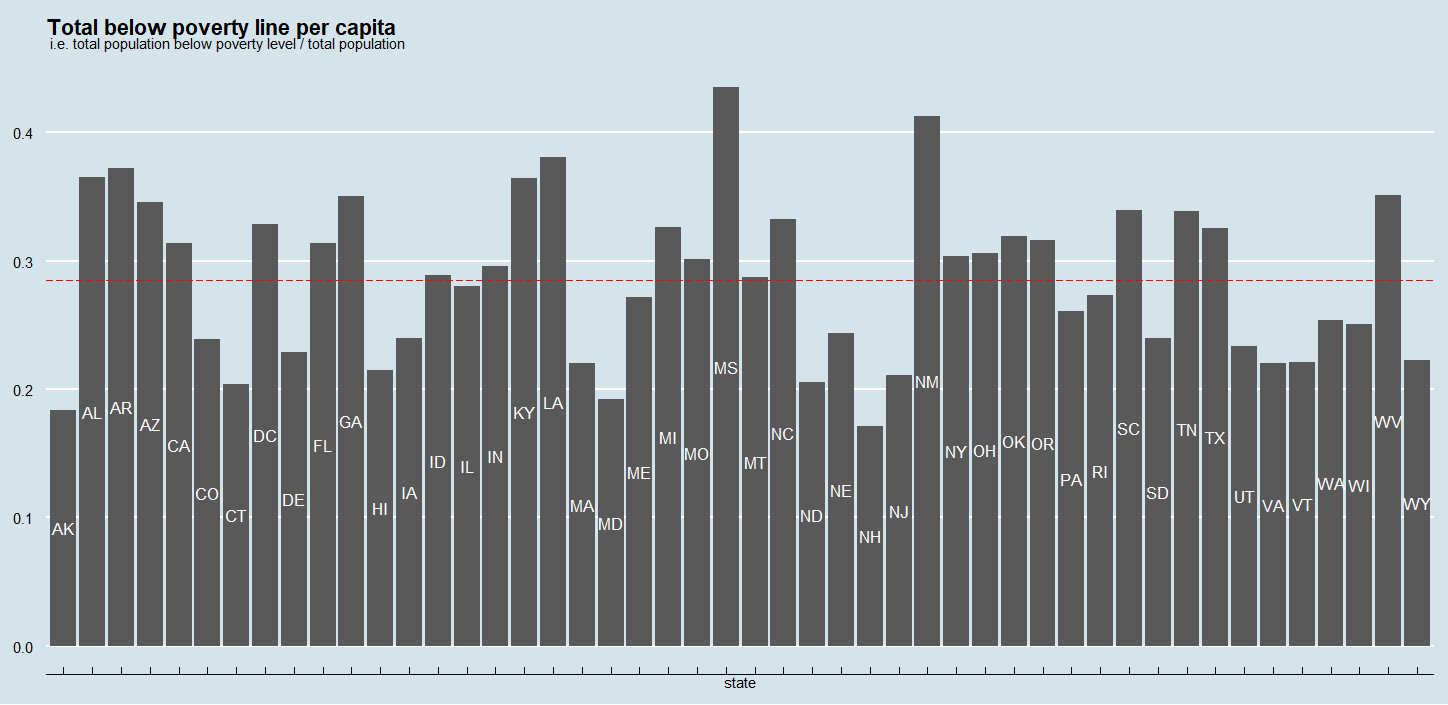 Total below poverty line per capita
i.e. total population below poverty level / total population
0.4
0.3
0.2
0.1
0.0
AK
AL
AR
AZ
CA
CO
CT
DC
DE
FL
GA
HI
IA
ID
IL
IN
KY
LA
MA
MD
ME
MI
MO
MS
MT
NC
ND
NE
NH
NJ
NM
NY
OH
OK
OR
PA
RI
SC
SD
TN
TX
UT
VA
VT
WA
WI
WV
WY
state